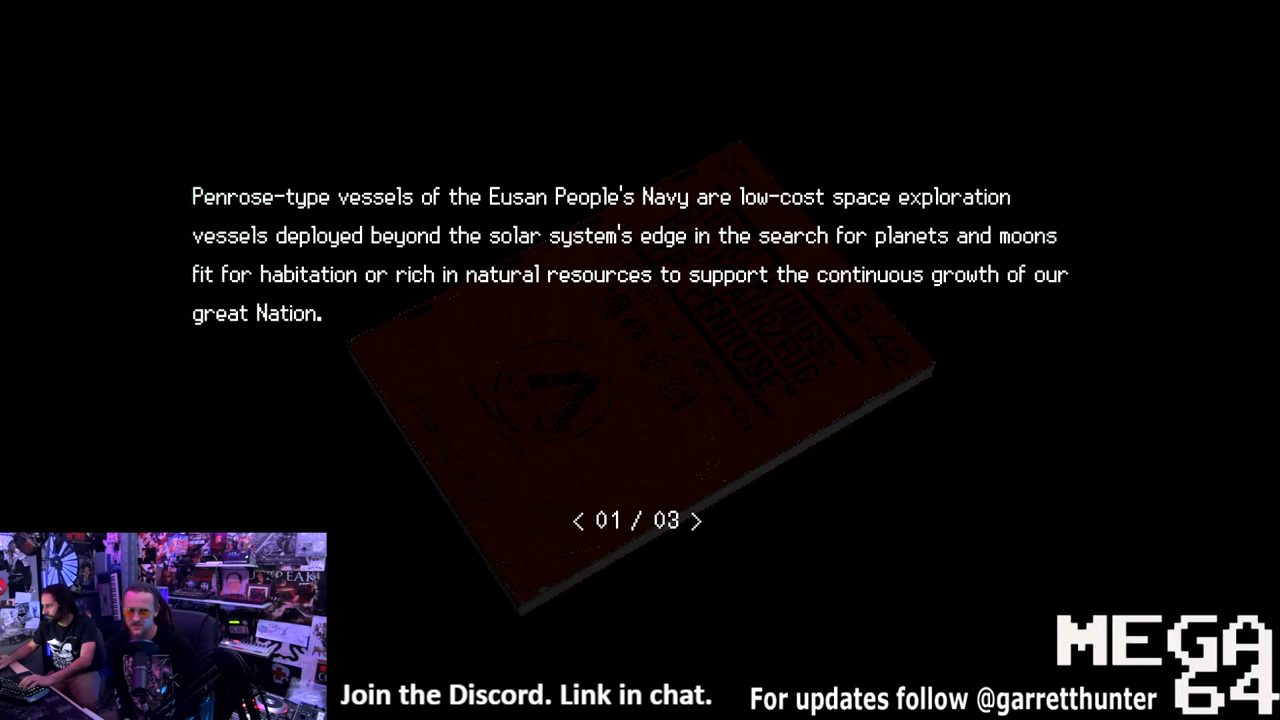 Penrose-type vessels of the Eusan People's Navy are low-cost space exploration
vessels deployed beyond the solar system's edge in the search for planets and moons
fit for habitation or rich in natural resources to support the continuous growth of our
great Nation.
PENROSE"
< 01 / 03 >
MEGA
64
Join the Discord. Link in chat.
For updates follow @garretthunter